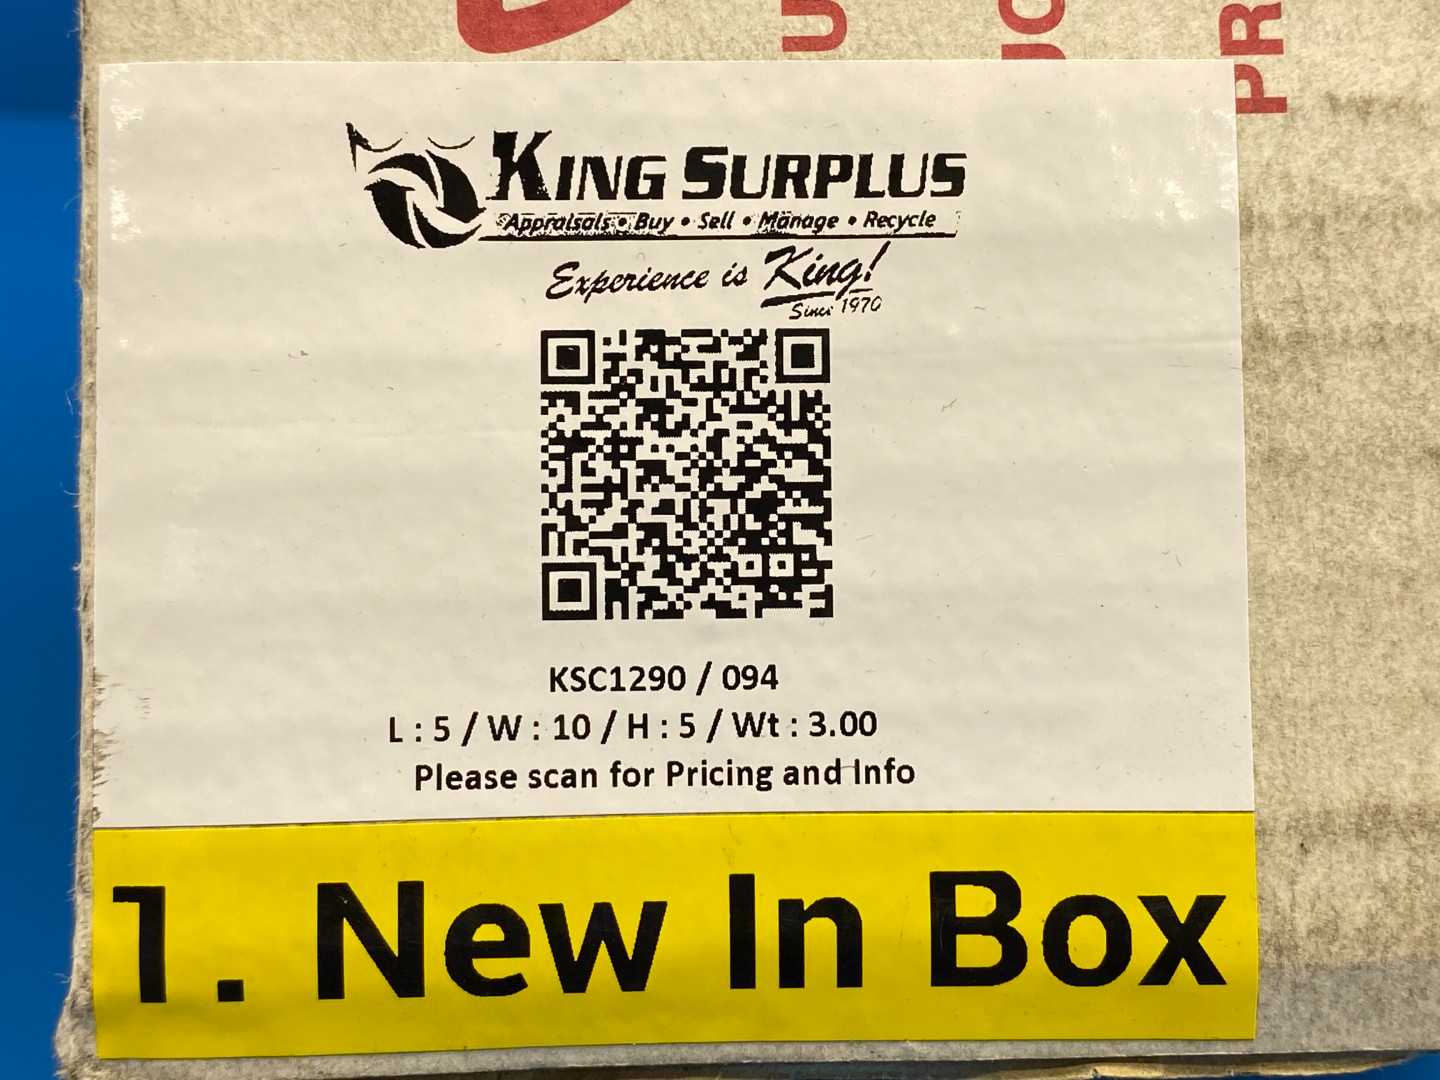 U
PR
KING SURPLUS
Appraisals • Buy • Sell • Manage • Recycle
Experience is King!
Since 1970
KSC1290 / 094
L : 5 / W : 10 / H : 5 / Wt : 3.00
Please scan for Pricing and Info
1. New In Box